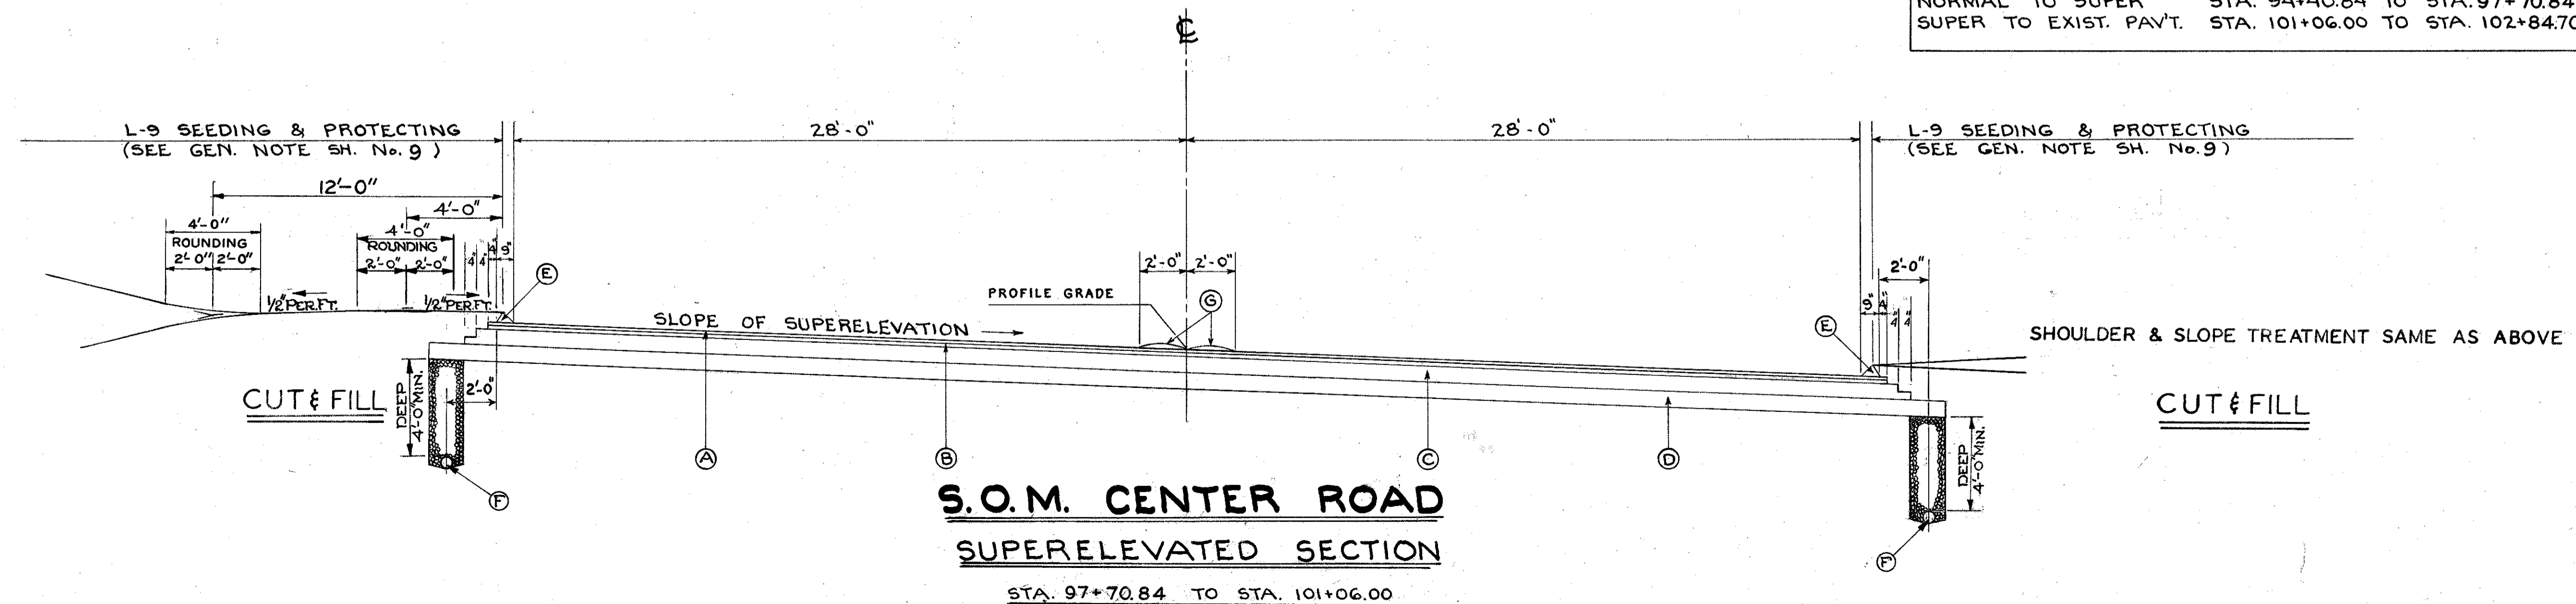 NORMAL TO SUPER STA. 94+40.84 TO STA. 97+70.84
SUPER TO EXIST. PAV'T. STA. 101+06.00 TO STA. 102+84.70
℄
L-9 SEEDING & PROTECTING
(SEE GEN. NOTE SH. No. 9)
28'-0"
28'-0"
L-9 SEEDING & PROTECTING
(SEE GEN. NOTE SH. No. 9)
12'-0"
4'-0"
4'-0"
ROUNDING
2'-0" 2'-0"
4'-0"
ROUNDING
2'-0" 2'-0"
4" 4" 4" 9"
E
1/2" PER.FT.
1/2" PER.FT.
2'-0" 2'-0"
PROFILE GRADE
G
SLOPE OF SUPERELEVATION
2'-0"
9" 4" 4" 4"
E
SHOULDER & SLOPE TREATMENT SAME AS ABOVE
CUT & FILL
DEEP
4'-0" MIN.
2'-0"
F
A
B
C
D
CUT & FILL
DEEP
4'-0" MIN.
F
S.O.M. CENTER ROAD
SUPERELEVATED SECTION
STA. 97+70.84 TO STA. 101+06.00